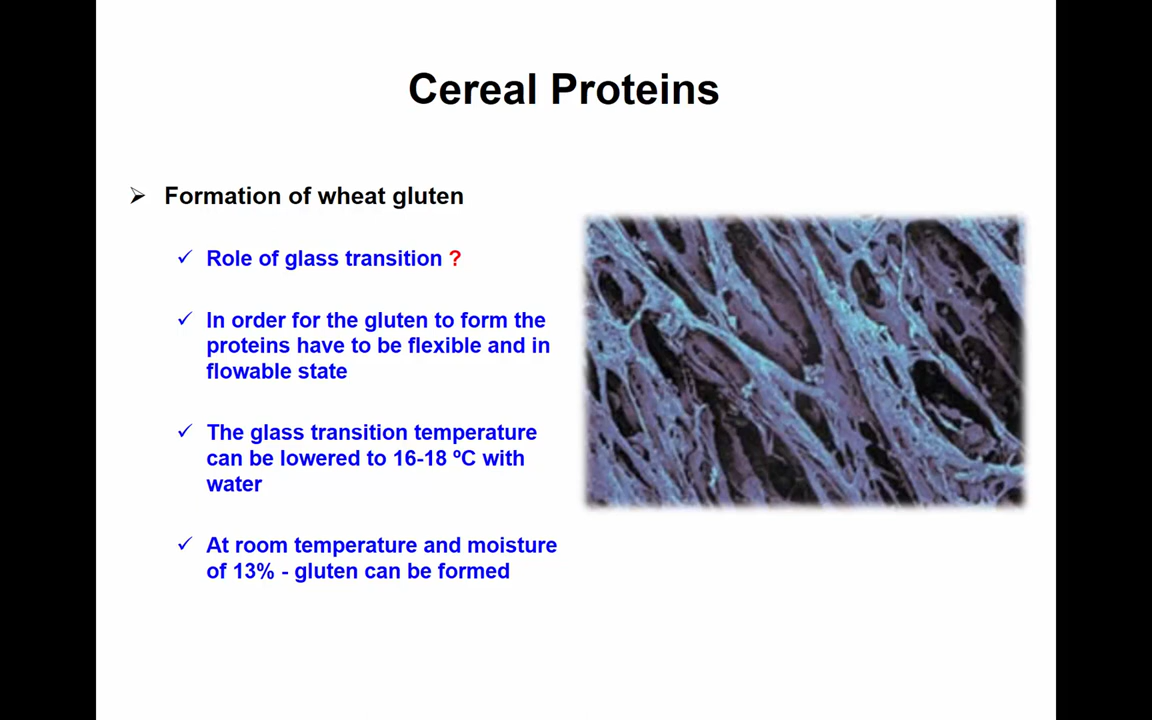 Cereal Proteins
Formation of wheat gluten
Role of glass transition ?
In order for the gluten to form the
proteins have to be flexible and in
flowable state
The glass transition temperature
can be lowered to 16-18 ºC with
water
At room temperature and moisture
of 13% - gluten can be formed